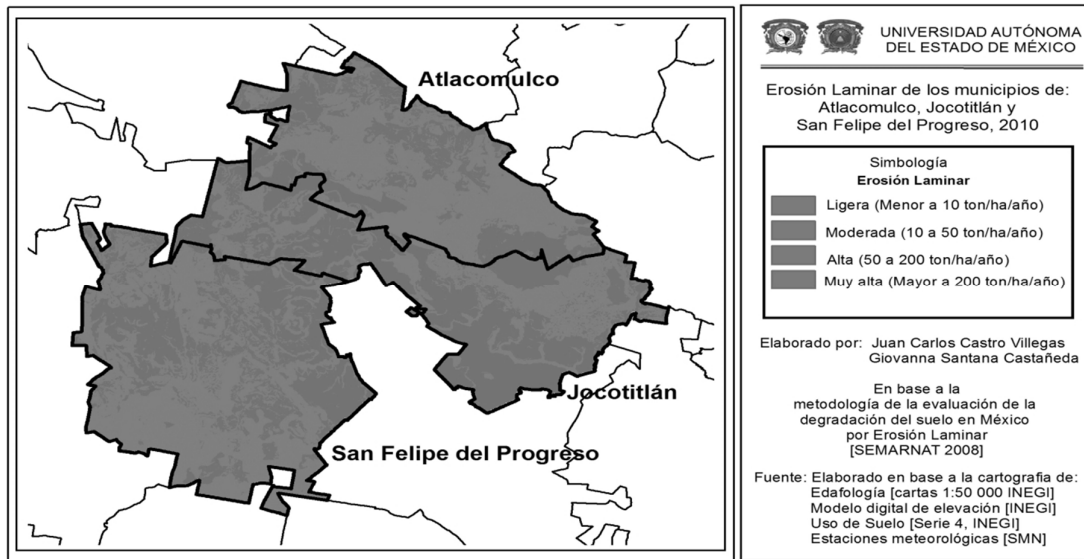 Atlacomulco
Jocotitlán
San Felipe del Progreso
UNIVERSIDAD AUTÓNOMA
DEL ESTADO DE MÉXICO
Erosión Laminar de los municipios de:
Atlacomulco, Jocotitlán y
San Felipe del Progreso, 2010
Simbología
Erosión Laminar
Ligera (Menor a 10 ton/ha/año)
Moderada (10 a 50 ton/ha/año)
Alta (50 a 200 ton/ha/año)
Muy alta (Mayor a 200 ton/ha/año)
Elaborado por: Juan Carlos Castro Villegas
Giovanna Santana Castañeda
En base a la
metodología de la evaluación de la
degradación del suelo en México
por Erosión Laminar
[SEMARNAT 2008]
Fuente: Elaborado en base a la cartografia de:
Edafología [cartas 1:50 000 INEGI]
Modelo digital de elevación [INEGI]
Uso de Suelo [Serie 4, INEGI]
Estaciones meteorológicas [SMN]